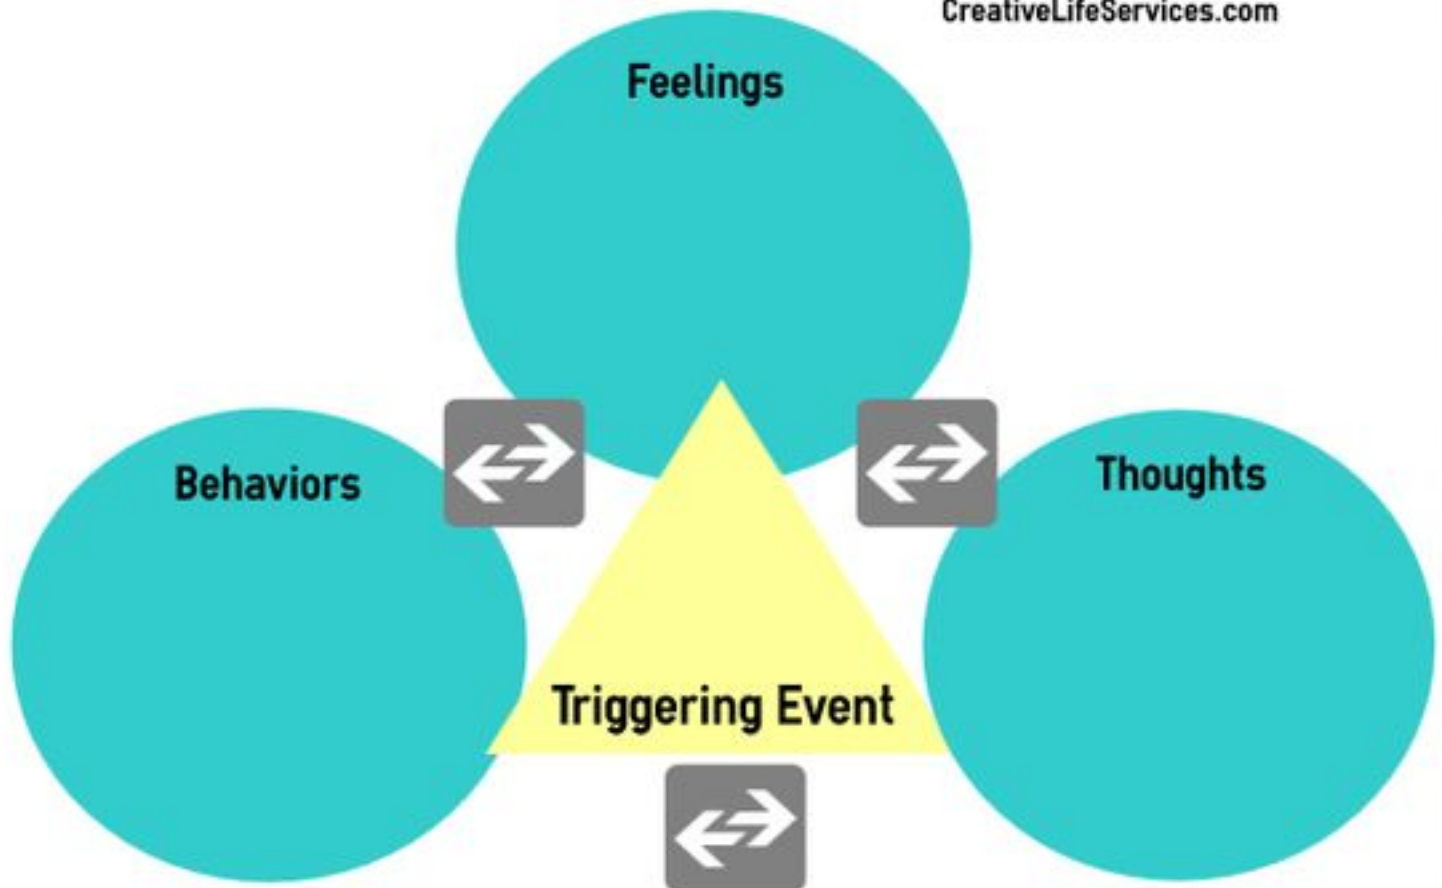 CreativeLifeServices.com
Feelings
Behaviors
Thoughts
Triggering Event